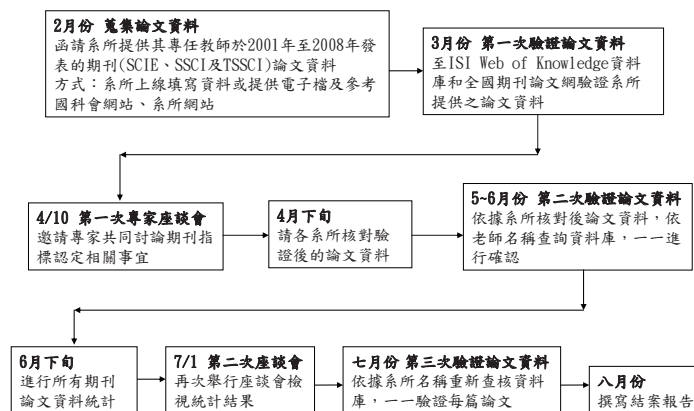 2月份 蒐集論文資料
函請系所提供其專任教師於2001年至2008年發
表的期刊(SCIE、SSCI及TSSCI)論文資料
方式：系所上線填寫資料或提供電子檔及參考
國科會網站、系所網站
3月份 第一次驗證論文資料
至ISI Web of Knowledge資料
庫和全國期刊論文網驗證系所
提供之論文資料
4/10 第一次專家座談會
邀請專家共同討論期刊指
標認定相關事宜
4月下旬
請各系所核對驗
證後的論文資料
5~6月份 第二次驗證論文資料
依據系所核對後論文資料，依
老師名稱查詢資料庫，一一進
行確認
6月下旬
進行所有期刊
論文資料統計
7/1 第二次座談會
再次舉行座談會檢
視統計結果
七月份 第三次驗證論文資料
依據系所名稱重新查核資料
庫，一一驗證每篇論文
八月份
撰寫結案報告